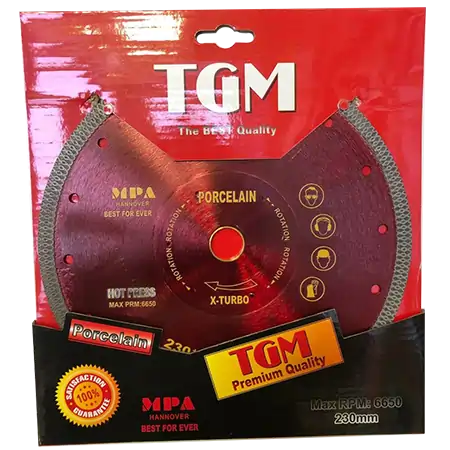 TGM
The BEST Quality
MPA
HANNOVER
BEST FOR EVER
PORCELAIN
ROTATION
ROTATION
ROTATION
ROTATION
HOT PRESS
MAX PRM:6650
X-TURBO
230
Porcelain
SATISFACTION
100%
GUARANTEE
MPA
HANNOVER
BEST FOR EVER
TGM
Premium Quality
Max RPM: 6650
230mm